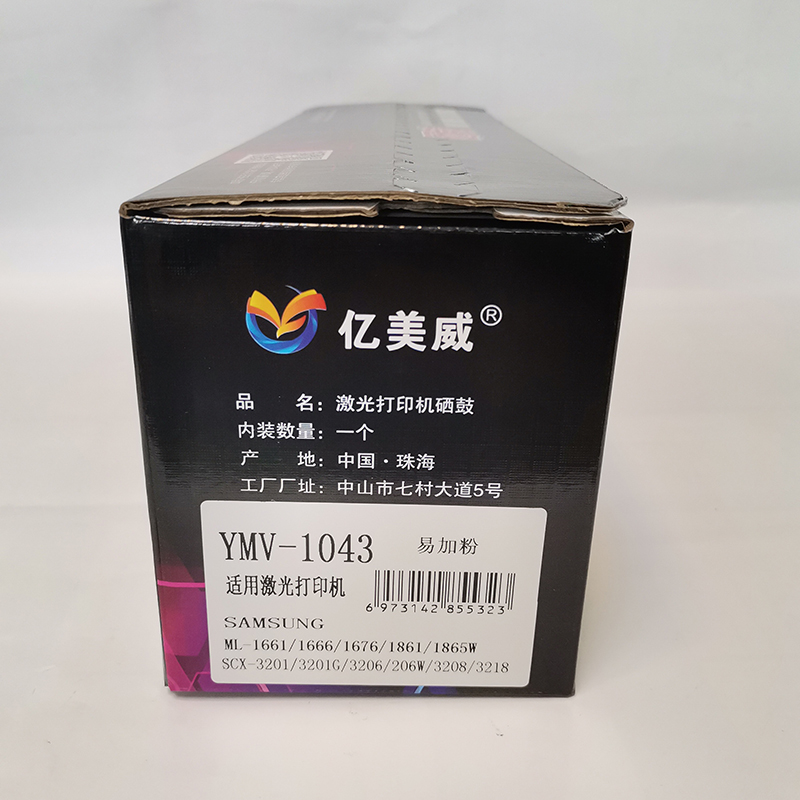 亿美威®
品 名：激光打印机硒鼓
内装数量：一个
产 地：中国·珠海
工厂厂址：中山市七村大道5号
YMV-1043 易加粉
适用激光打印机
6 973142 855323
SAMSUNG
ML-1661/1666/1676/1861/1865W
SCX-3201/3201G/3206/206W/3208/3218